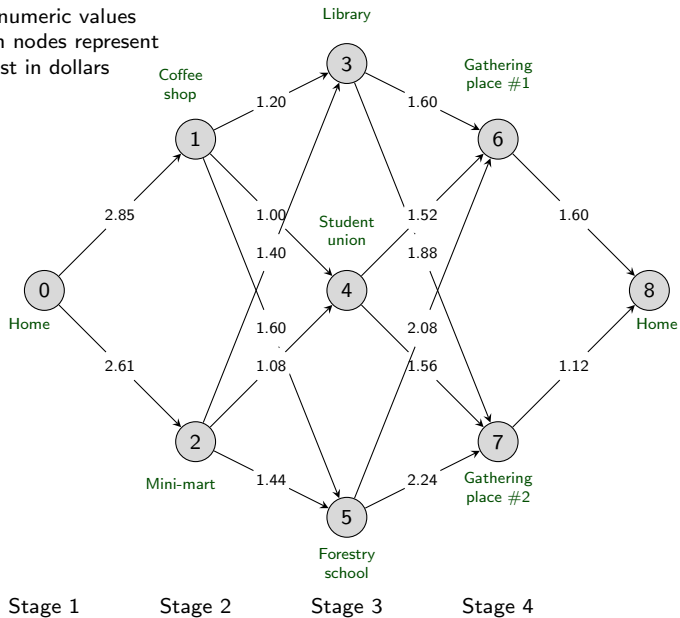 numeric values
nodes represent
in dollars
Library
Coffee
shop
Gathering
place #1
3
1.20
1.60
1
6
2.85
1.00
Student
union
1.52
1.60
1.40
1.88
0
4
8
Home
Home
1.60
2.08
2.61
1.08
1.56
1.12
2
7
Mini-mart
1.44
2.24
Gathering
place #2
5
Forestry
school
Stage 1
Stage 2
Stage 3
Stage 4